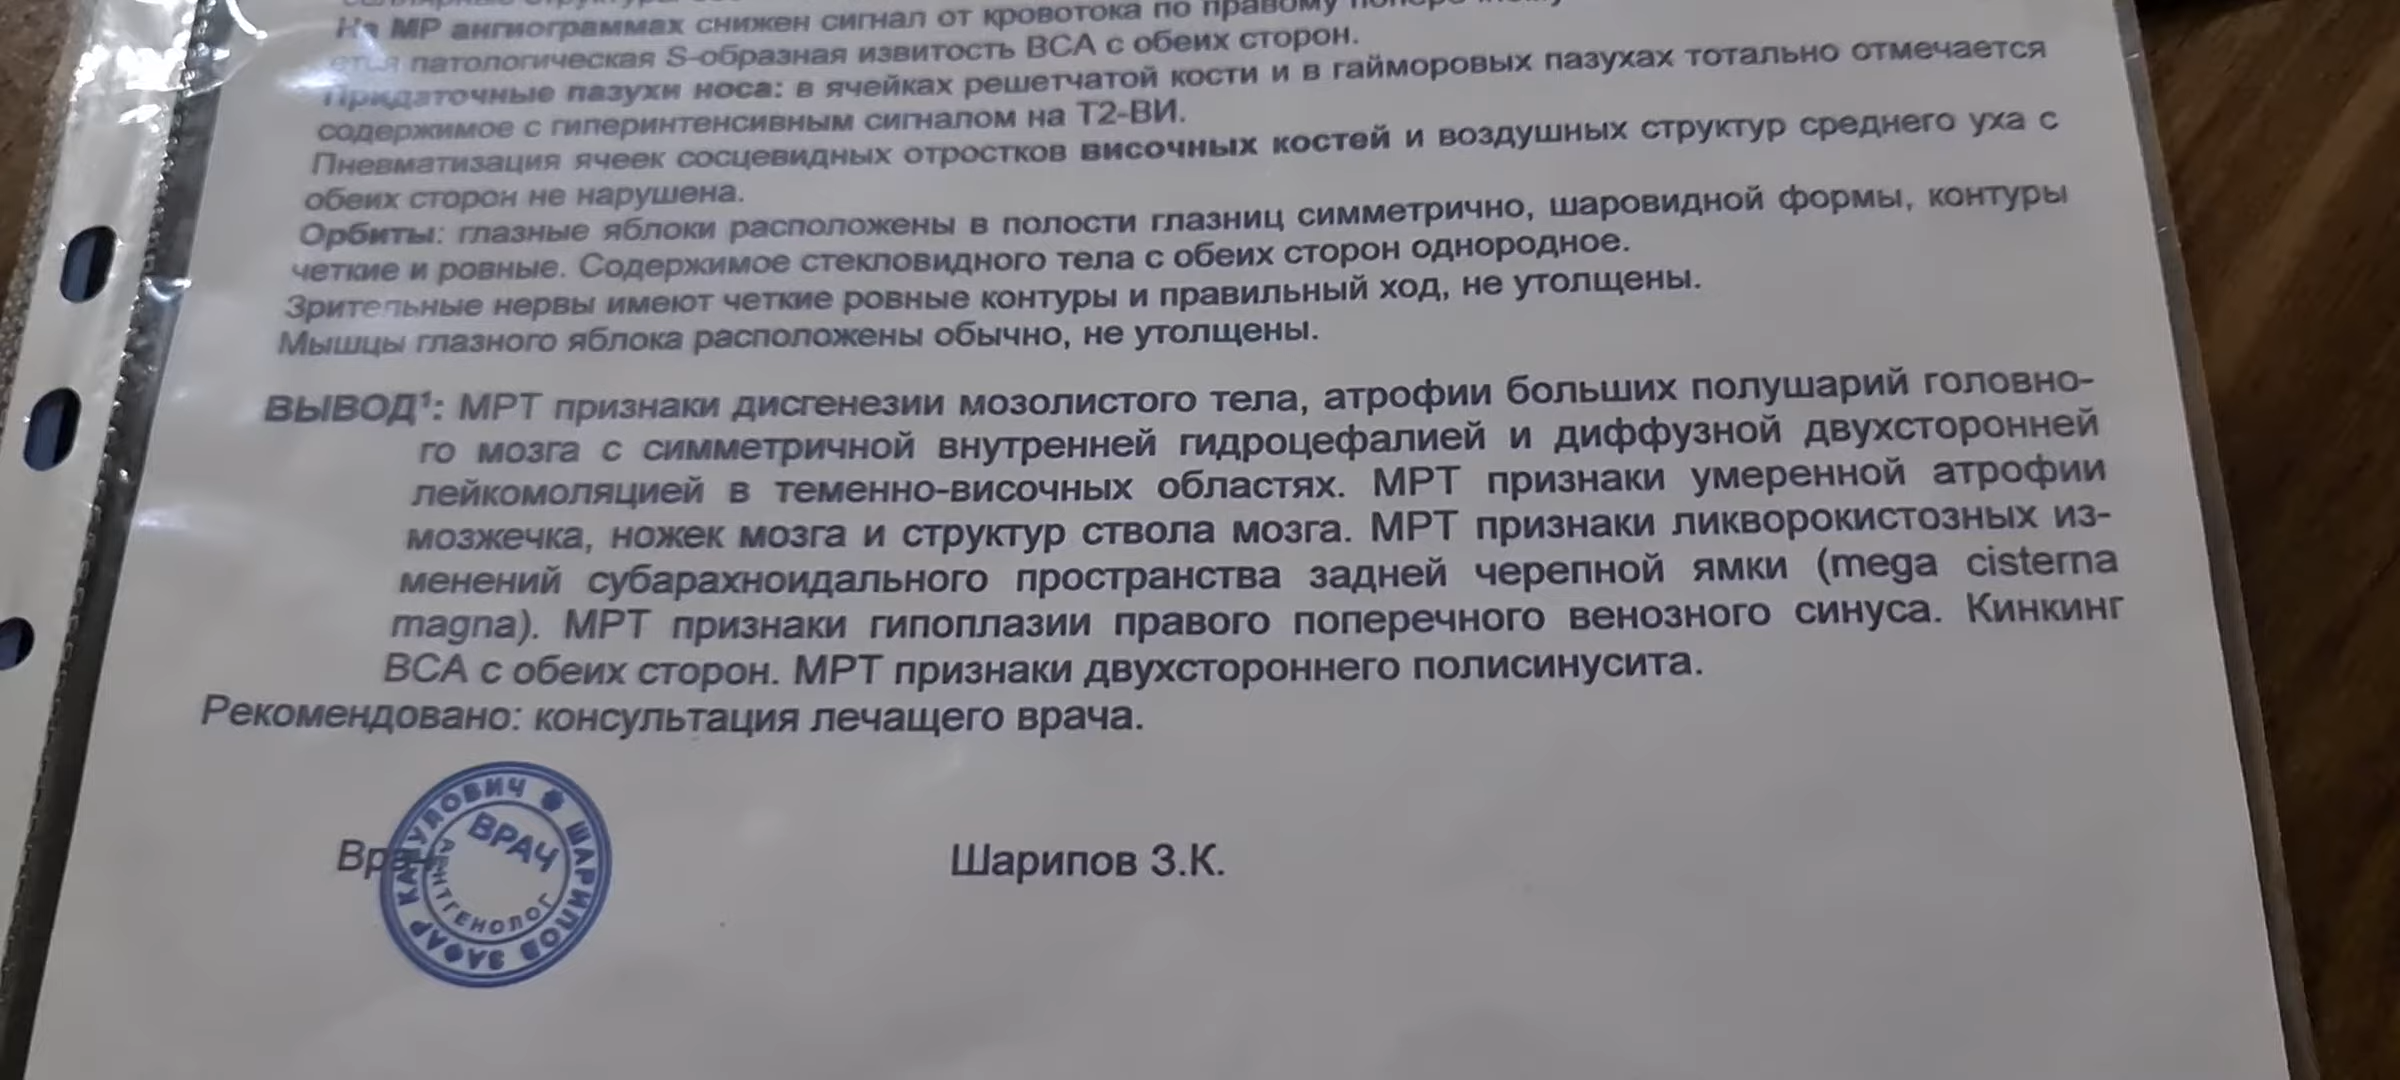 На МР ангиограммах снижен сигнал от кровотока по правому
ется патологическая S-образная извитость ВСА с обеих сторон.
Придаточные пазухи носа: в ячейках решетчатой кости и в гайморовых пазухах тотально отмечается
содержимое с гиперинтенсивным сигналом на Т2-ВИ.
Пневматизация ячеек сосцевидных отростков височных костей и воздушных структур среднего уха с
обеих сторон не нарушена.
Орбиты: глазные яблоки расположены в полости глазниц симметрично, шаровидной формы, контуры
четкие и ровные. Содержимое стекловидного тела с обеих сторон однородное.
Зрительные нервы имеют четкие ровные контуры и правильный ход, не утолщены.
Мышцы глазного яблока расположены обычно, не утолщены.
ВЫВОД¹: МРТ признаки дисгенезии мозолистого тела, атрофии больших полушарий головно-
го мозга с симметричной внутренней гидроцефалией и диффузной двухсторонней
лейкомоляцией в теменно-височных областях. МРТ признаки умеренной атрофии
мозжечка, ножек мозга и структур ствола мозга. МРТ признаки ликворокистозных из-
менений субарахноидального пространства задней черепной ямки (mega cisterna
magna). МРТ признаки гипоплазии правого поперечного венозного синуса. Кинкинг
ВСА с обеих сторон. МРТ признаки двухстороннего полисинусита.
Рекомендовано: консультация лечащего врача.
Врач Шарипов З.К.
ШАРИПОВ ЗАФАР
ВРАЧ